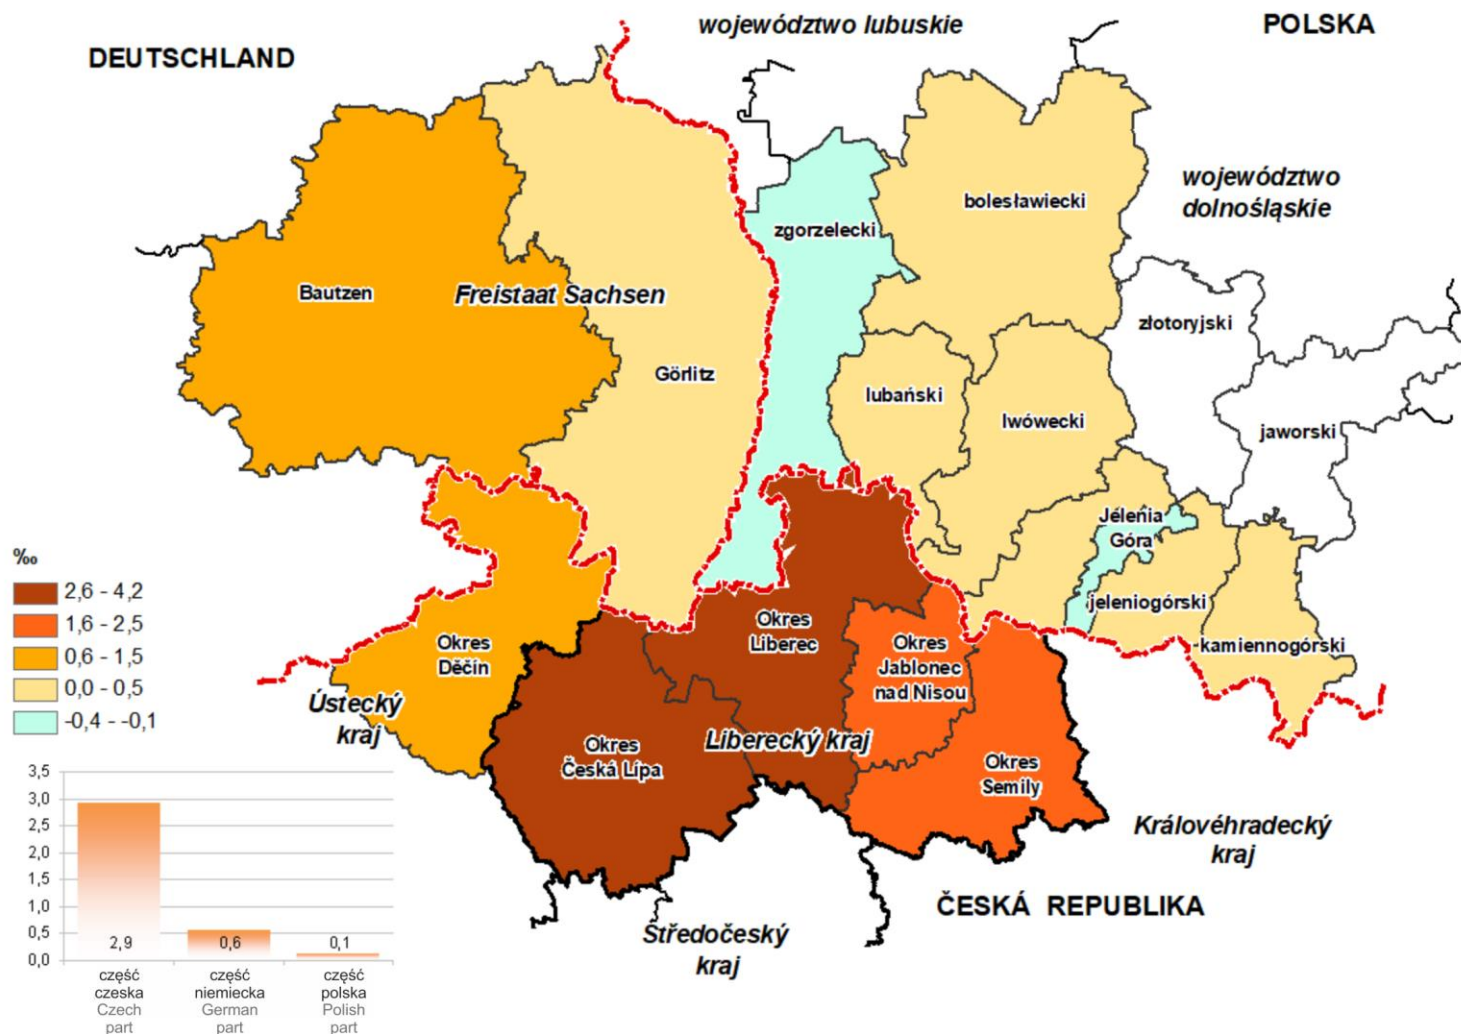 DEUTSCHLAND
województwo lubuskie
POLSKA
województwo
dolnośląskie
bolesławiecki
zgorzelecki
Bautzen
Freistaat Sachsen
złotoryjski
Görlitz
lubański
lwówecki
jaworski
Jelenia
Góra
jeleniogórski
kamiennogórski
‰
2,6 - 4,2
1,6 - 2,5
0,6 - 1,5
0,0 - 0,5
-0,4 - -0,1
Okres
Děčín
Okres
Liberec
Okres
Jablonec
nad Nisou
Ústecký
kraj
Liberecký kraj
Okres
Česká Lípa
Okres
Semily
Královéhradecký
kraj
ČESKÁ REPUBLIKA
Středočeský
kraj
3,5
3,0
2,5
2,0
1,5
1,0
0,5
0,0
2,9
0,6
0,1
część
czeska
Czech
part
część
niemiecka
German
part
część
polska
Polish
part